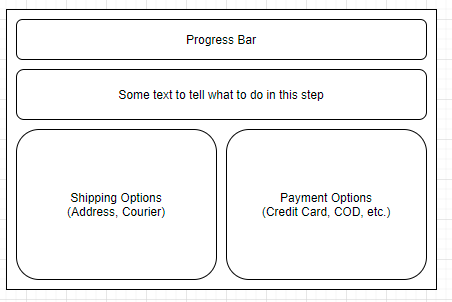 Progress Bar
Some text to tell what to do in this step
Shipping Options
(Address, Courier)
Payment Options
(Credit Card, COD, etc.)